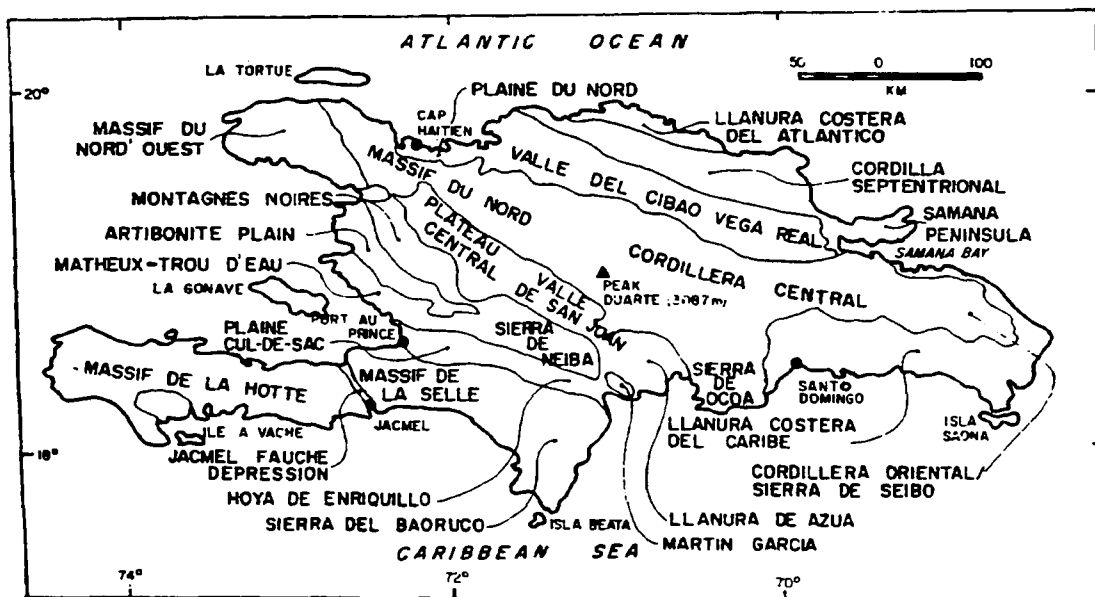 ATLANTIC OCEAN
LA TORTUE
50 0 100
KM
20°
PLAINE DU NORD
CAP
HAITIEN
MASSIF DU
NORD' OUEST
LLANURA COSTERA
DEL ATLANTICO
MASSIF DU NORD
VALLE DEL CIBAO VEGA REAL
CORDILLA
SEPTENTRIONAL
MONTAGNES NOIRES
SAMANA
PENINSULA
SAMANA BAY
ARTIBONITE PLAIN
PLATEAU
CENTRAL
MATHEUX-TROU D'EAU
CORDILLERA
CENTRAL
PEAK
DUARTE (3087 m)
VALLE
DE SAN JOAN
LA GONAVE
PORT AU
PRINCE
PLAINE
CUL-DE-SAC
SIERRA
DE
NEIBA
MASSIF DE LA HOTTE
MASSIF DE
LA SELLE
SIERRA
DE
OCOA
SANTO
DOMINGO
JACMEL
ILE A VACHE
LLANURA COSTERA
DEL CARIBE
ISLA
SAONA
18°
JACMEL FAUCHE
DEPRESSION
CORDILLERA ORIENTAL/
SIERRA DE SEIBO
HOYA DE ENRIQUILLO
SIERRA DEL BAORUCO
ISLA BEATA
LLANURA DE AZUA
MARTIN GARCIA
CARIBBEAN SEA
74° 72° 70°